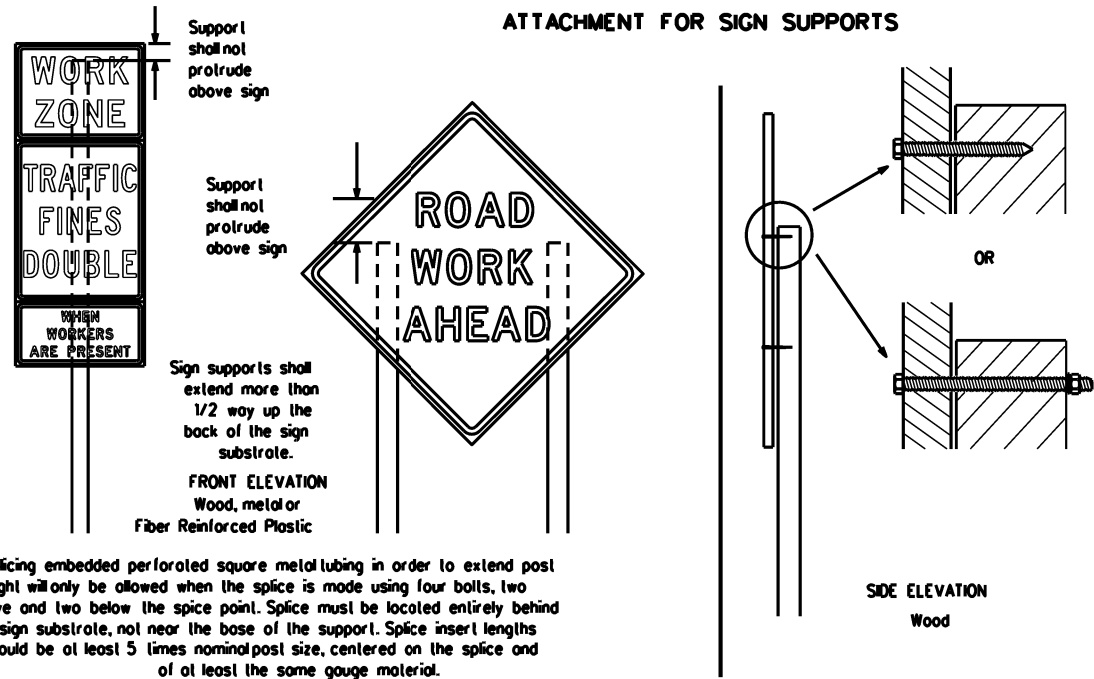 ATTACHMENT FOR SIGN SUPPORTS
Support
shall not
protrude
above sign
WORK
ZONE
TRAFFIC
FINES
DOUBLE
WHEN
WORKERS
ARE PRESENT
Support
shall not
protrude
above sign
ROAD
WORK
AHEAD
Sign supports shall
extend more than
1/2 way up the
back of the sign
substrate.
FRONT ELEVATION
Wood, metal or
Fiber Reinforced Plastic
licing embedded perforated square metal tubing in order to extend post
ght will only be allowed when the splice is made using four bolts, two
ve and two below the spice point. Splice must be located entirely behind
sign substrate, not near the base of the support. Splice insert lengths
ould be at least 5 times nominal post size, centered on the splice and
of at least the same gauge material.
OR
SIDE ELEVATION
Wood